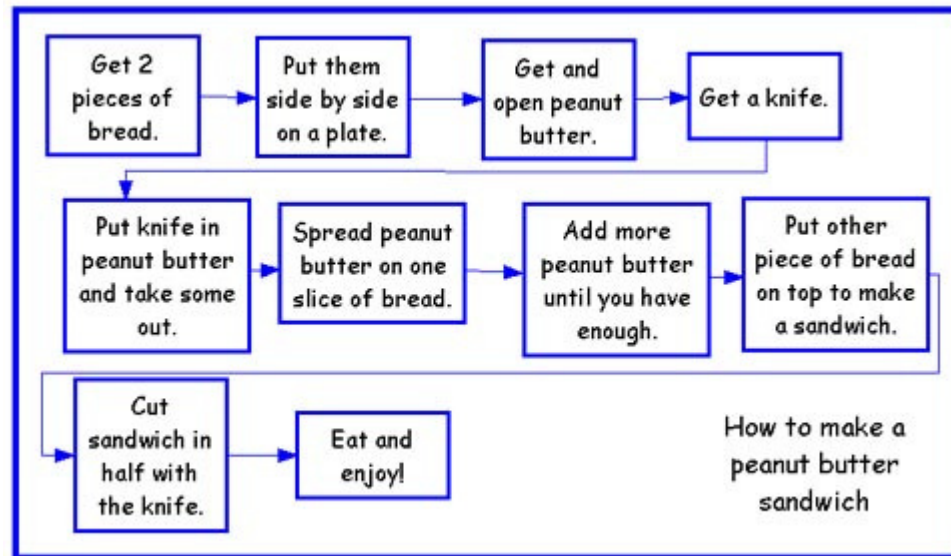 Get 2
pieces of
bread.
Put them
side by side
on a plate.
Get and
open peanut
butter.
Get a knife.
Put knife in
peanut butter
and take some
out.
Spread peanut
butter on one
slice of bread.
Add more
peanut butter
until you have
enough.
Put other
piece of bread
on top to make
a sandwich.
Cut
sandwich in
half with
the knife.
Eat and
enjoy!
How to make a
peanut butter
sandwich